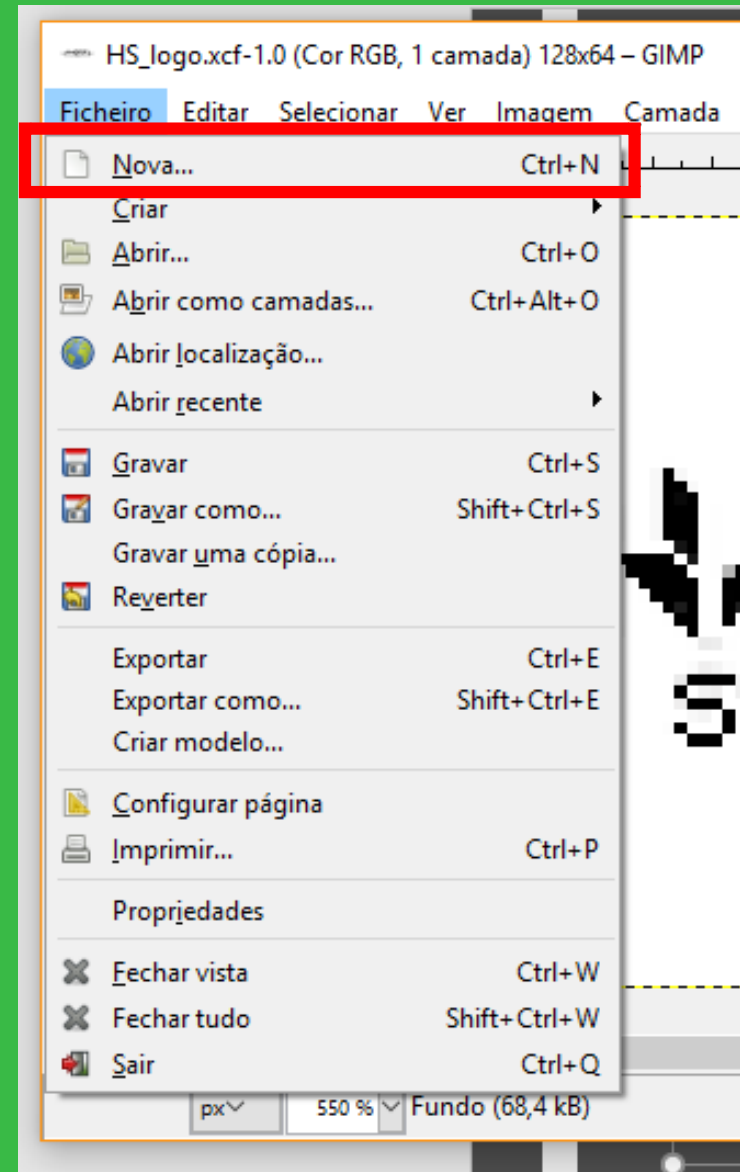 HS_logo.xcf-1.0 (Cor RGB, 1 camada) 128x64 – GIMP
Ficheiro Editar Selecionar Ver Imagem Camada
Nova... Ctrl+N
Criar
Abrir... Ctrl+O
Abrir como camadas... Ctrl+Alt+O
Abrir localização...
Abrir recente
Gravar Ctrl+S
Gravar como... Shift+Ctrl+S
Gravar uma cópia...
Reverter
Exportar Ctrl+E
Exportar como... Shift+Ctrl+E
Criar modelo...
Configurar página
Imprimir... Ctrl+P
Propriedades
Fechar vista Ctrl+W
Fechar tudo Shift+Ctrl+W
Sair Ctrl+Q
px 550 % Fundo (68,4 kB)
S